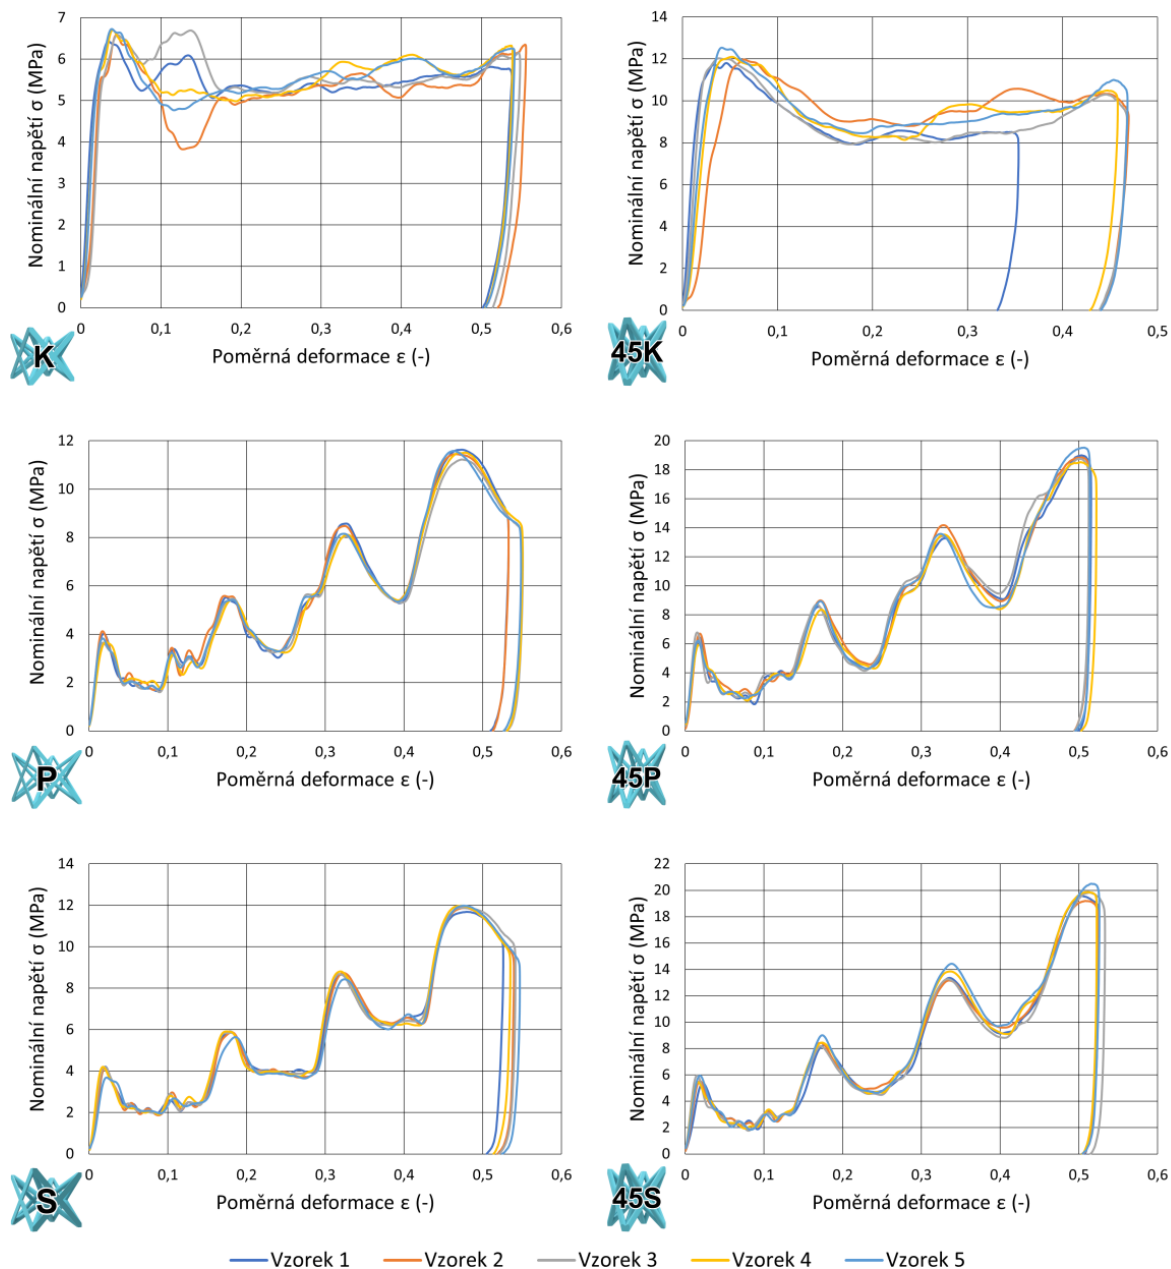 7
6
5
4
3
2
1
0
Nominální napětí σ (MPa)
0 0,1 0,2 0,3 0,4 0,5 0,6
Poměrná deformace ε (-)
K
14
12
10
8
6
4
2
0
Nominální napětí σ (MPa)
0 0,1 0,2 0,3 0,4 0,5
Poměrná deformace ε (-)
45K
12
10
8
6
4
2
0
Nominální napětí σ (MPa)
0 0,1 0,2 0,3 0,4 0,5 0,6
Poměrná deformace ε (-)
P
20
18
16
14
12
10
8
6
4
2
0
Nominální napětí σ (MPa)
0 0,1 0,2 0,3 0,4 0,5 0,6
Poměrná deformace ε (-)
45P
14
12
10
8
6
4
2
0
Nominální napětí σ (MPa)
0 0,1 0,2 0,3 0,4 0,5 0,6
Poměrná deformace ε (-)
S
22
20
18
16
14
12
10
8
6
4
2
0
Nominální napětí σ (MPa)
0 0,1 0,2 0,3 0,4 0,5 0,6
Poměrná deformace ε (-)
45S
Vzorek 1 Vzorek 2 Vzorek 3 Vzorek 4 Vzorek 5